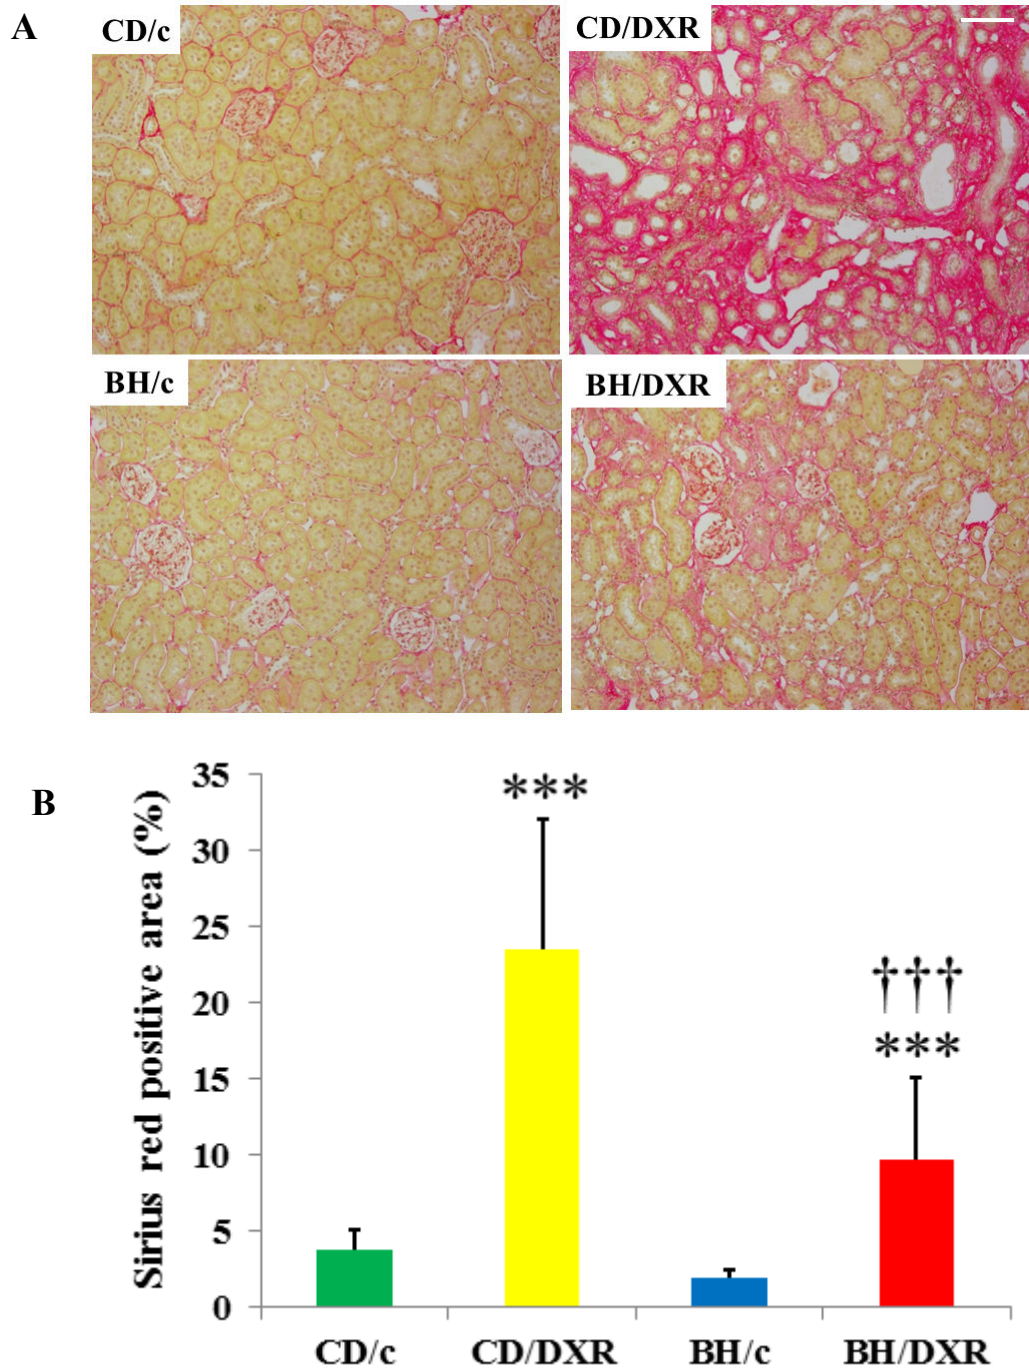 A
CD/c
CD/DXR
BH/c
BH/DXR
B
Sirius red positive area (%)
35
30
25
20
15
10
5
0
***
†††
***
CD/c
CD/DXR
BH/c
BH/DXR